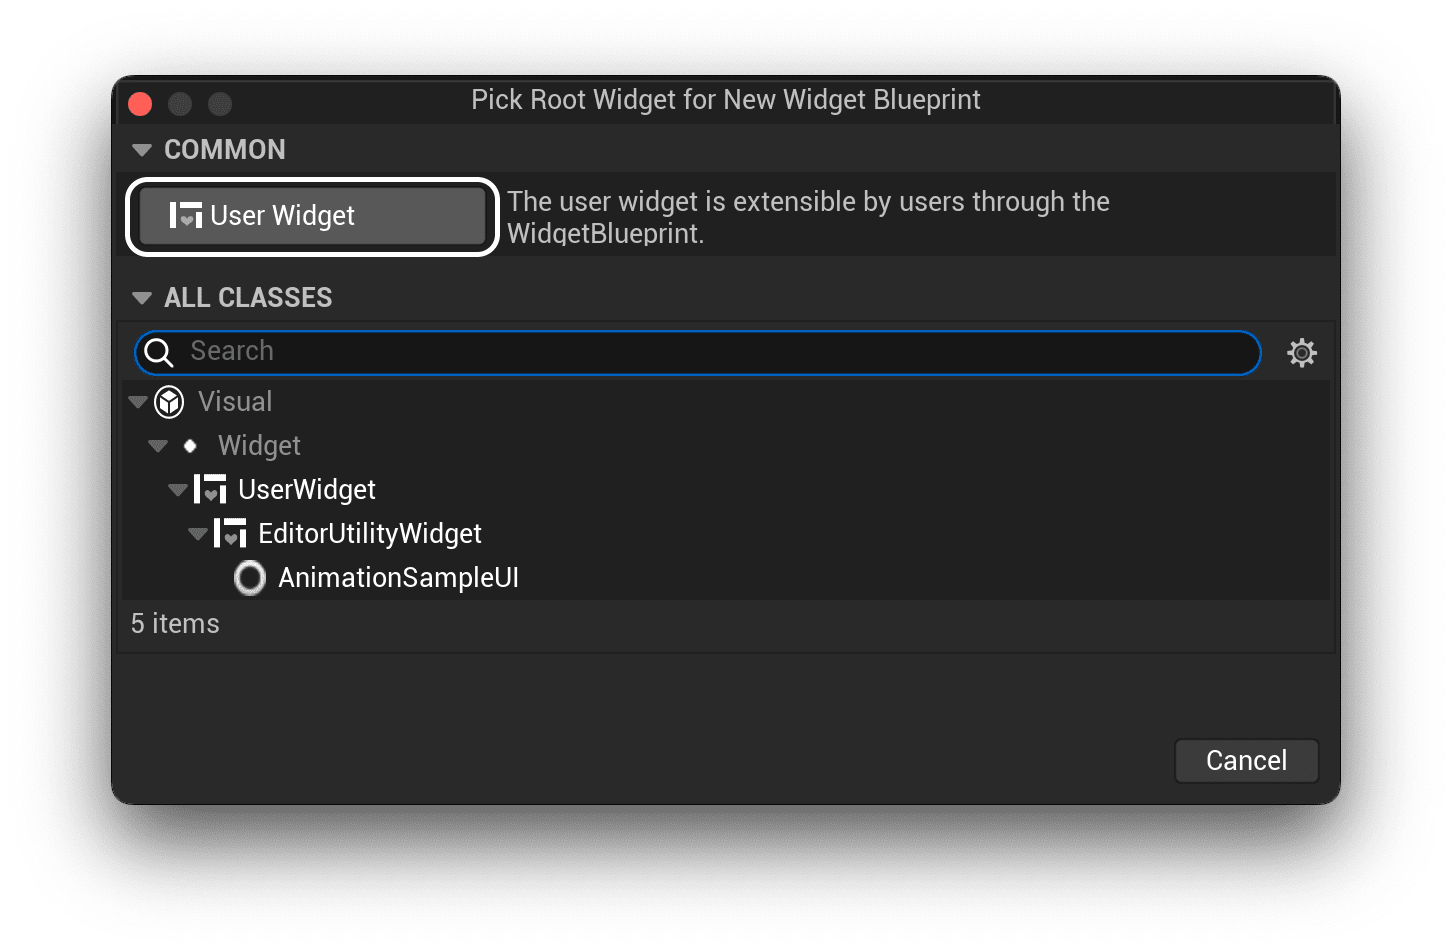 Pick Root Widget for New Widget Blueprint
COMMON
User Widget
The user widget is extensible by users through the
WidgetBlueprint.
ALL CLASSES
Search
Visual
Widget
UserWidget
EditorUtilityWidget
AnimationSampleUI
5 items
Cancel